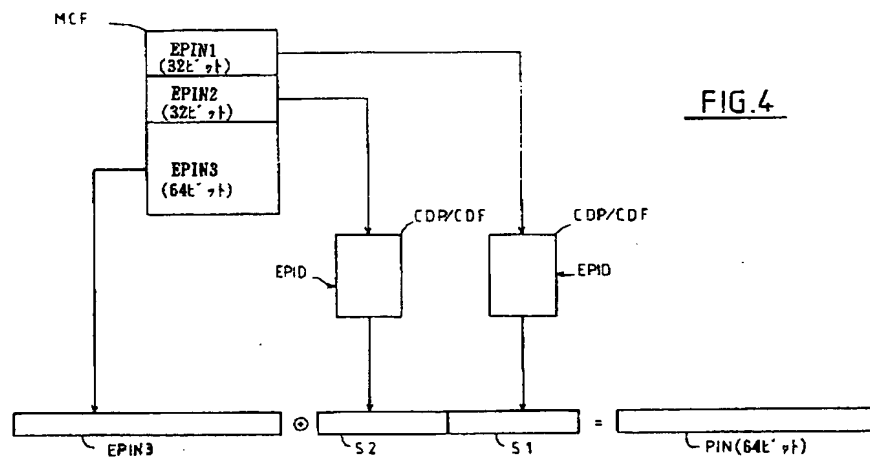 MCF
EPIN1
(32ビット)
EPIN2
(32ビット)
FIG.4
EPIN3
(64ビット)
CDP/CDF
CDP/CDF
EPID
EPID
⊕
=
EPIN3
S2
S1
PIN(64ビット)